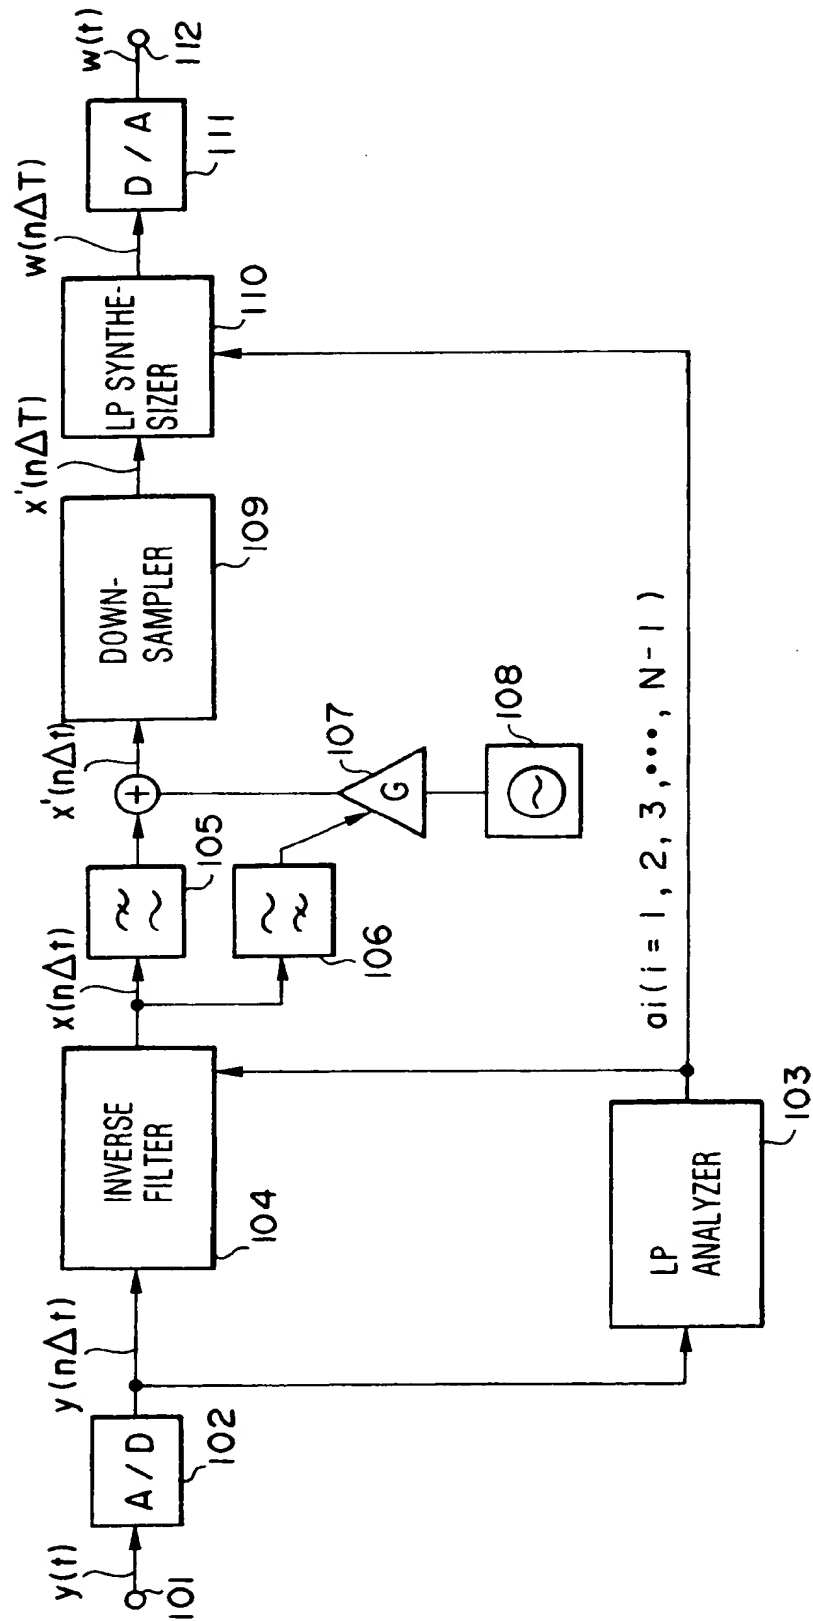 y(t)
101
A / D
102
y(nΔt)
INVERSE
FILTER
104
x(nΔt)
105
106
x'(nΔt)
G
107
108
DOWN-
SAMPLER
109
x'(nΔT)
LP SYNTHE-
SIZER
110
w(nΔT)
D / A
111
w(t)
112
LP
ANALYZER
103
ai(i = 1, 2, 3, •••, N-1)